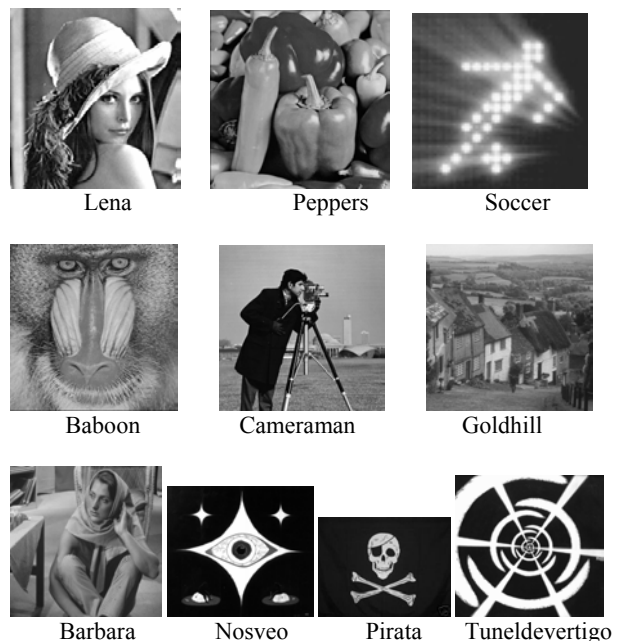 Lena Peppers Soccer
Baboon Cameraman Goldhill
Barbara Nosveo Pirata Tuneldevertigo